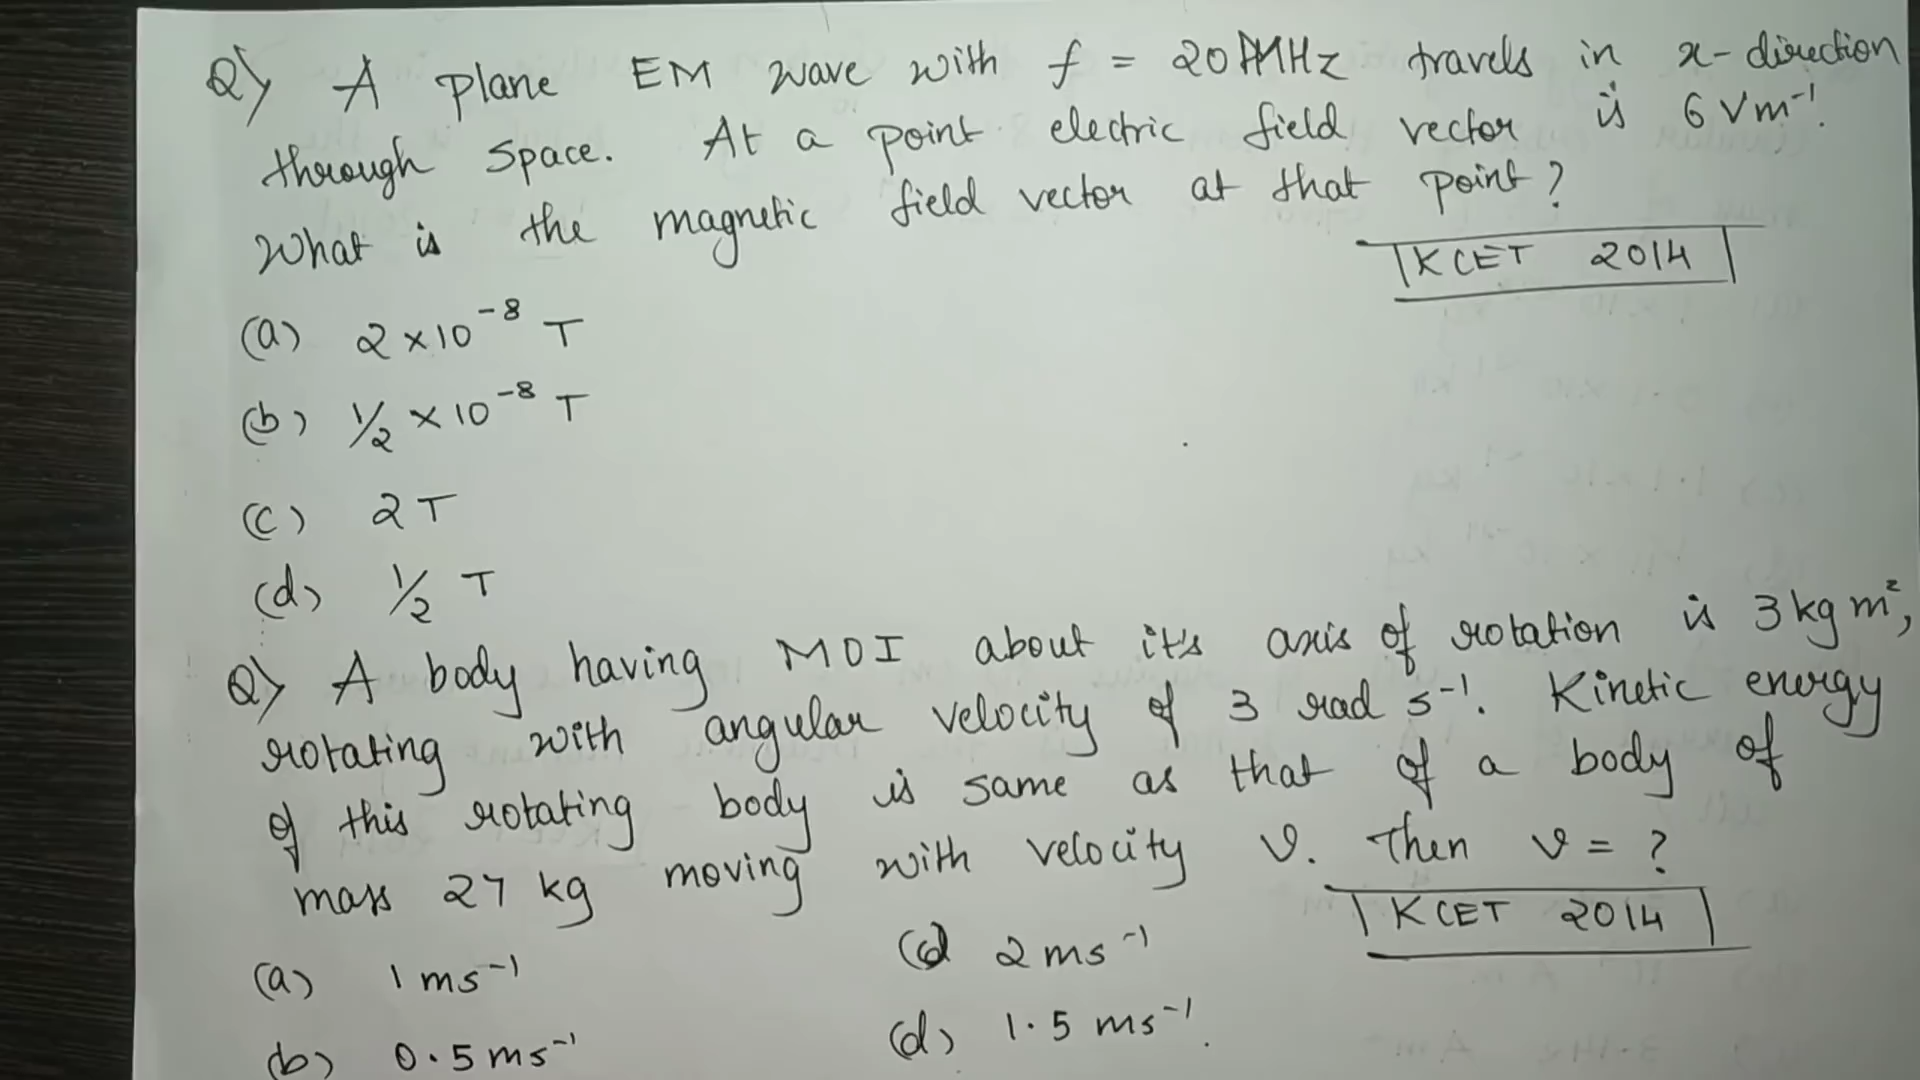 Q) A plane EM wave with f = 20 MHz travels in x-direction
through space. At a point electric field vector is 6 Vm⁻¹.
What is the magnetic field vector at that point?
KCET 2014
(a) 2 × 10⁻⁸ T
(b) 1/2 × 10⁻⁸ T
(c) 2 T
(d) 1/2 T
Q) A body having MOI about it's axis of rotation is 3 kg m²,
rotating with angular velocity of 3 rad s⁻¹. Kinetic energy
of this rotating body is same as that of a body of
mass 27 kg moving with velocity v. Then v = ?
KCET 2014
(a) 1 ms⁻¹
(c) 2 ms⁻¹
(b) 0.5 ms⁻¹
(d) 1.5 ms⁻¹.